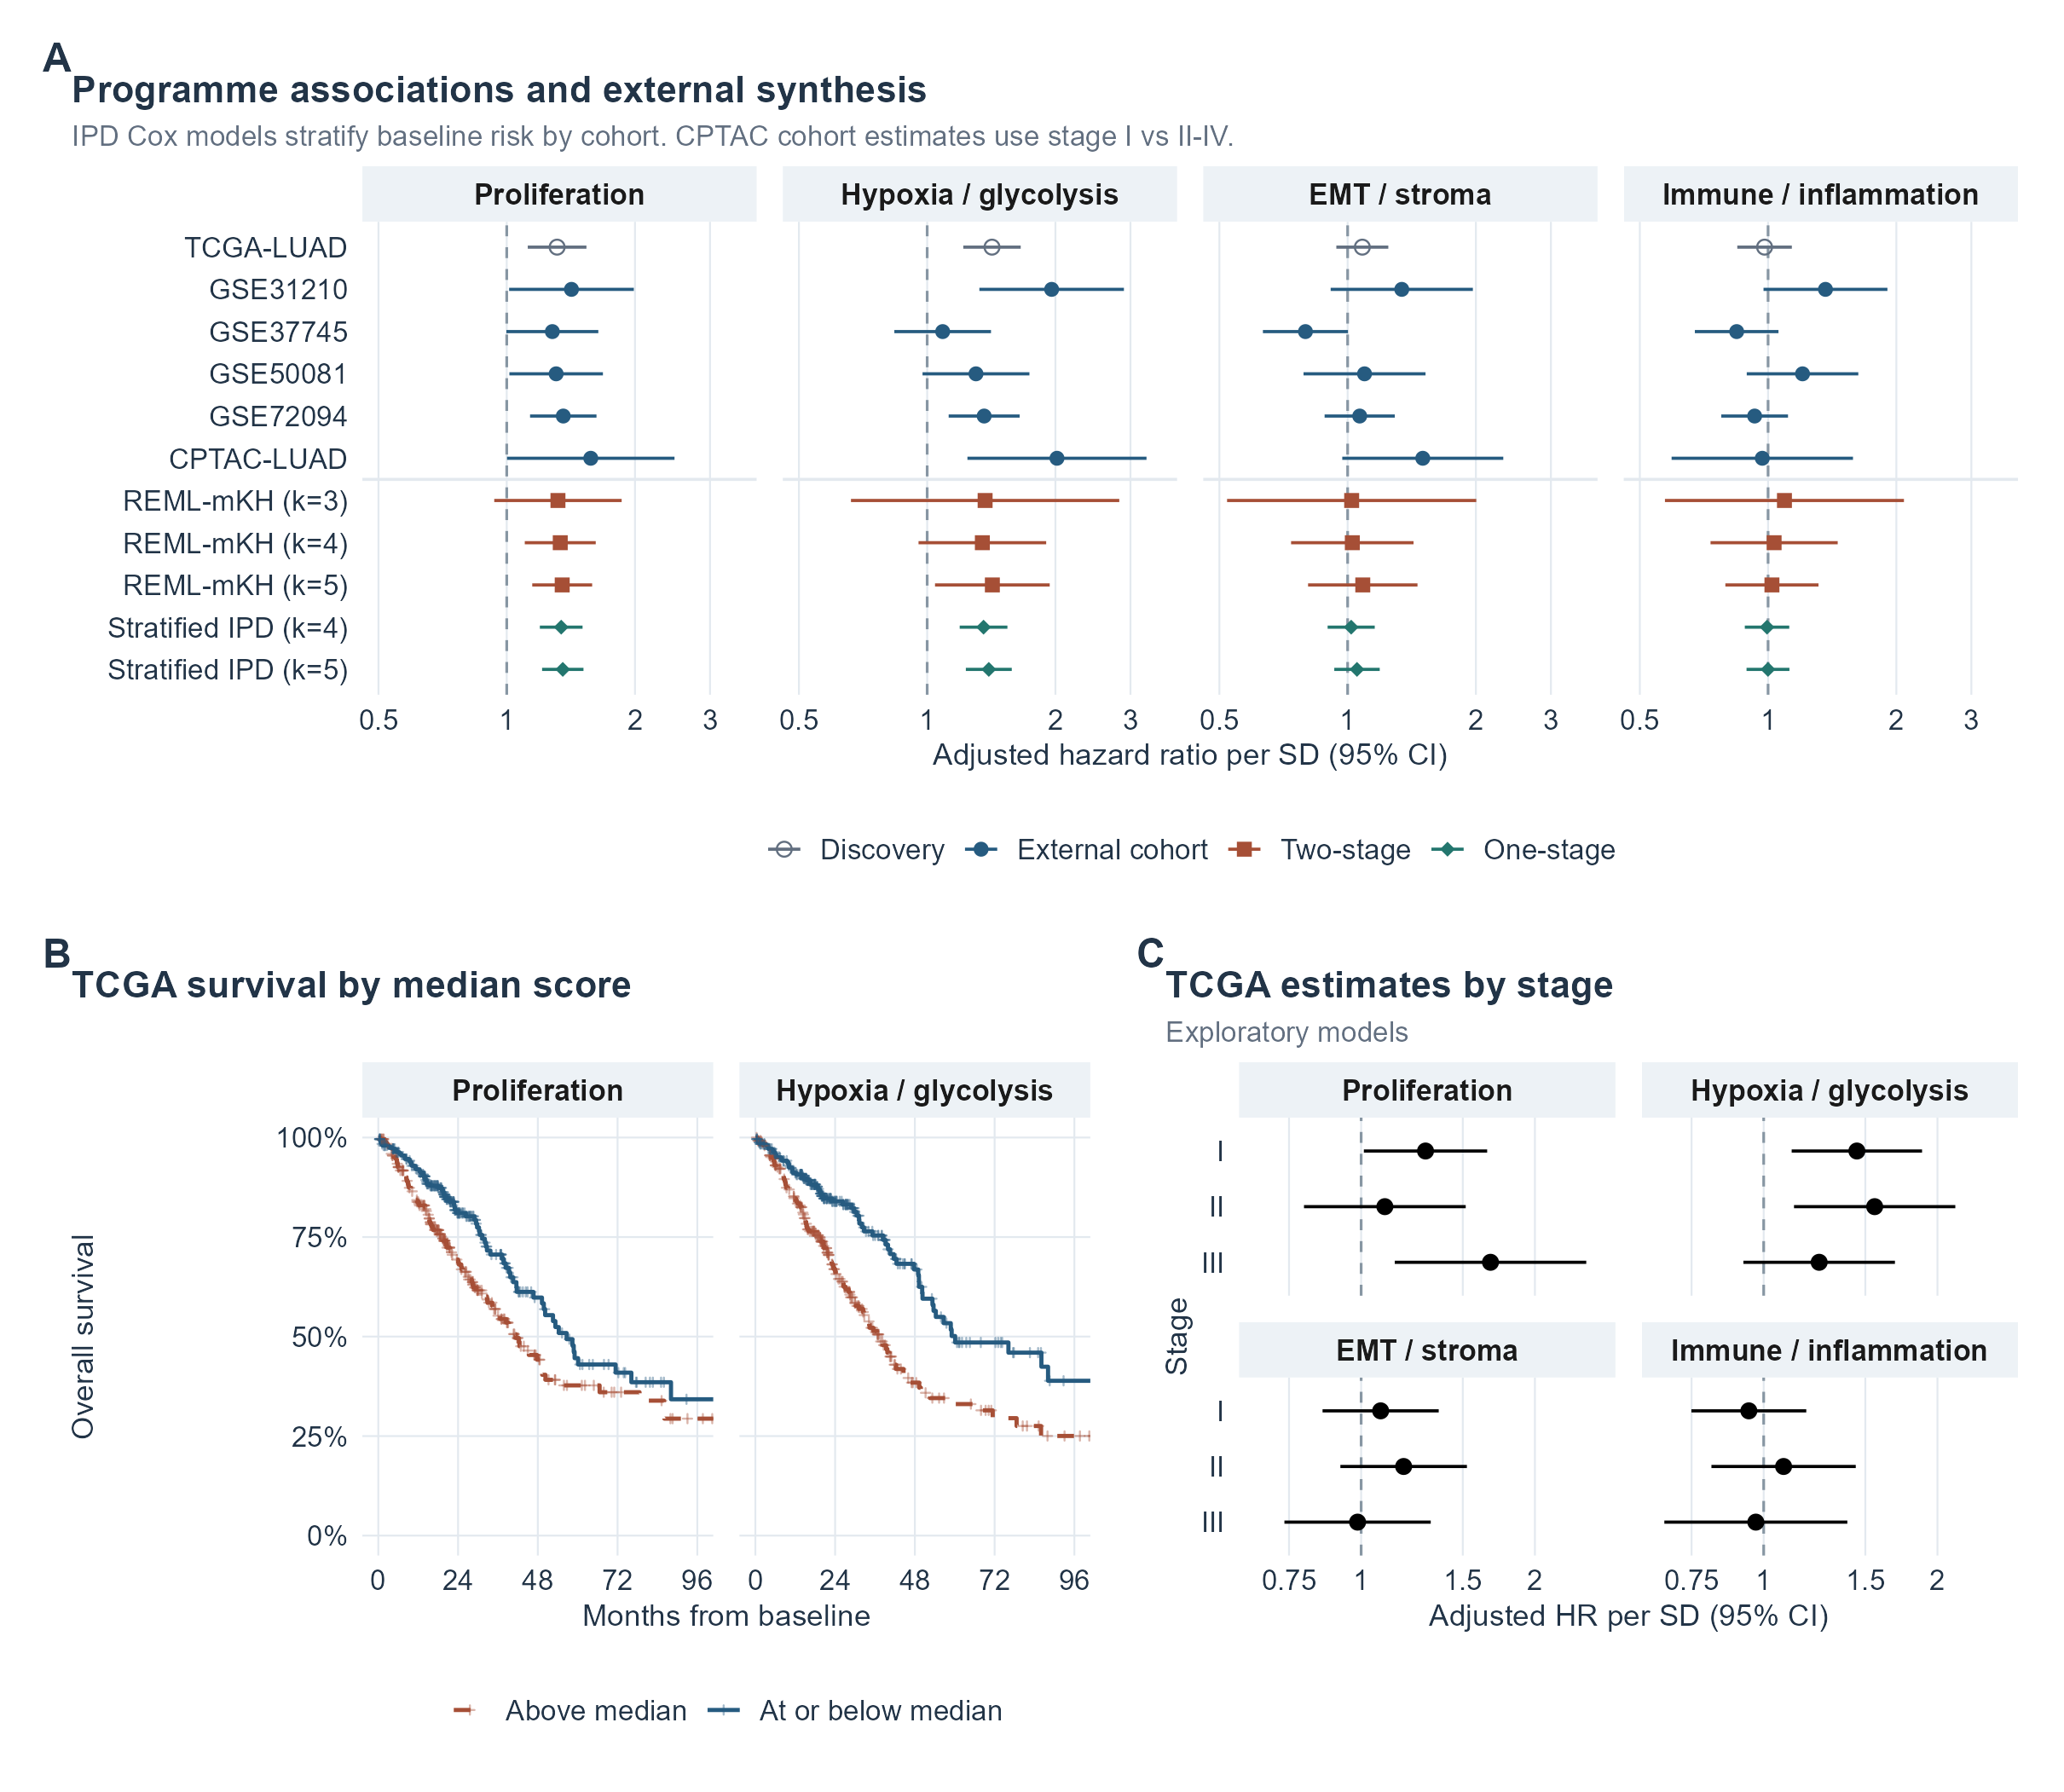 A
Programme associations and external synthesis
IPD Cox models stratify baseline risk by cohort. CPTAC cohort estimates use stage I vs II-IV.
Proliferation Hypoxia / glycolysis EMT / stroma Immune / inflammation
TCGA-LUAD
GSE31210
GSE37745
GSE50081
GSE72094
CPTAC-LUAD
REML-mKH (k=3)
REML-mKH (k=4)
REML-mKH (k=5)
Stratified IPD (k=4)
Stratified IPD (k=5)
0.5 1 2 3 0.5 1 2 3 0.5 1 2 3 0.5 1 2 3
Adjusted hazard ratio per SD (95% CI)
Discovery External cohort Two-stage One-stage
B
TCGA survival by median score
Proliferation Hypoxia / glycolysis
Overall survival
100%
75%
50%
25%
0%
0 24 48 72 96 0 24 48 72 96
Months from baseline
Above median At or below median
C
TCGA estimates by stage
Exploratory models
Proliferation Hypoxia / glycolysis
Stage
I
II
III
EMT / stroma Immune / inflammation
I
II
III
0.75 1 1.5 2 0.75 1 1.5 2
Adjusted HR per SD (95% CI)